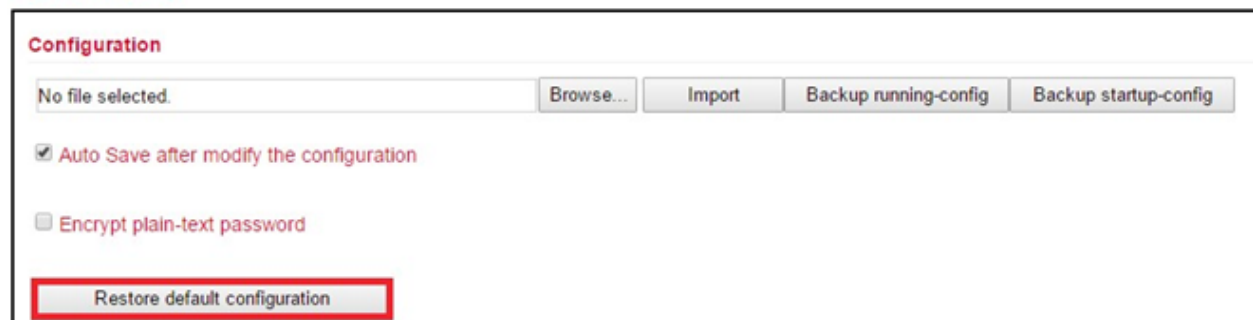 Configuration
No file selected. Browse... Import Backup running-config Backup startup-config
Auto Save after modify the configuration
Encrypt plain-text password
Restore default configuration